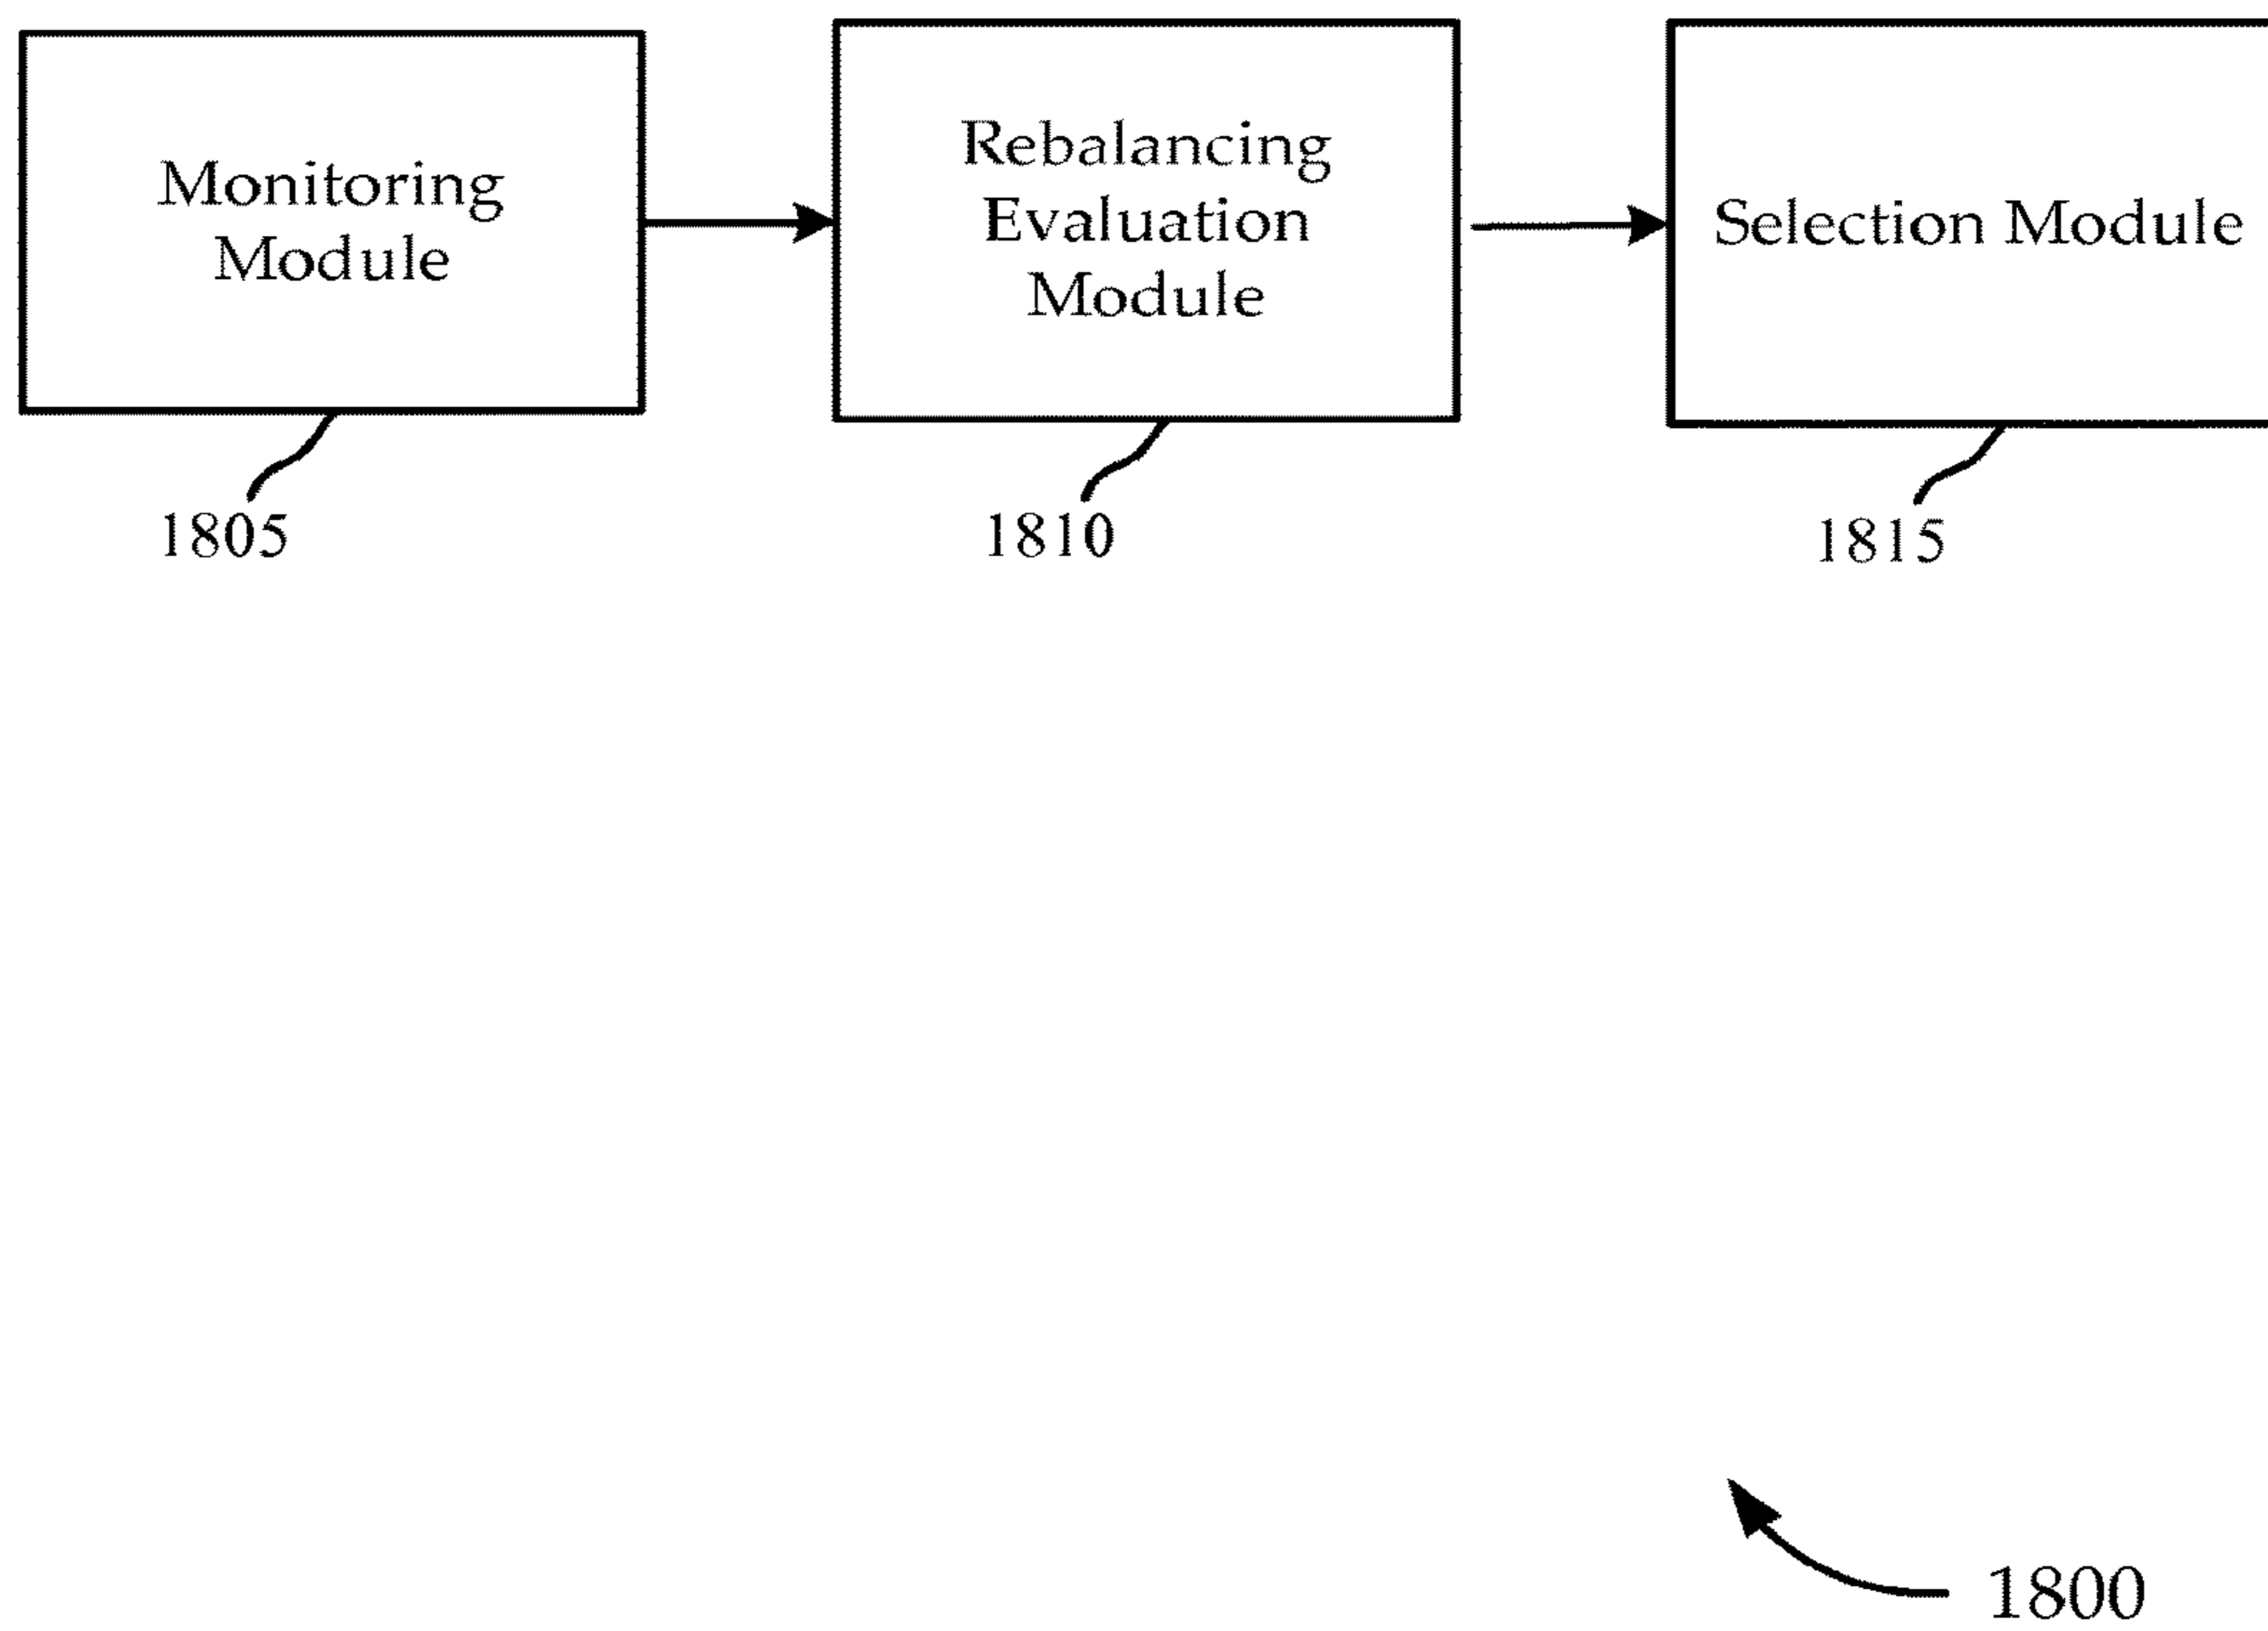 Monitoring
Module
Rebalancing
Evaluation
Module
Selection Module
1805
1810
1815
1800